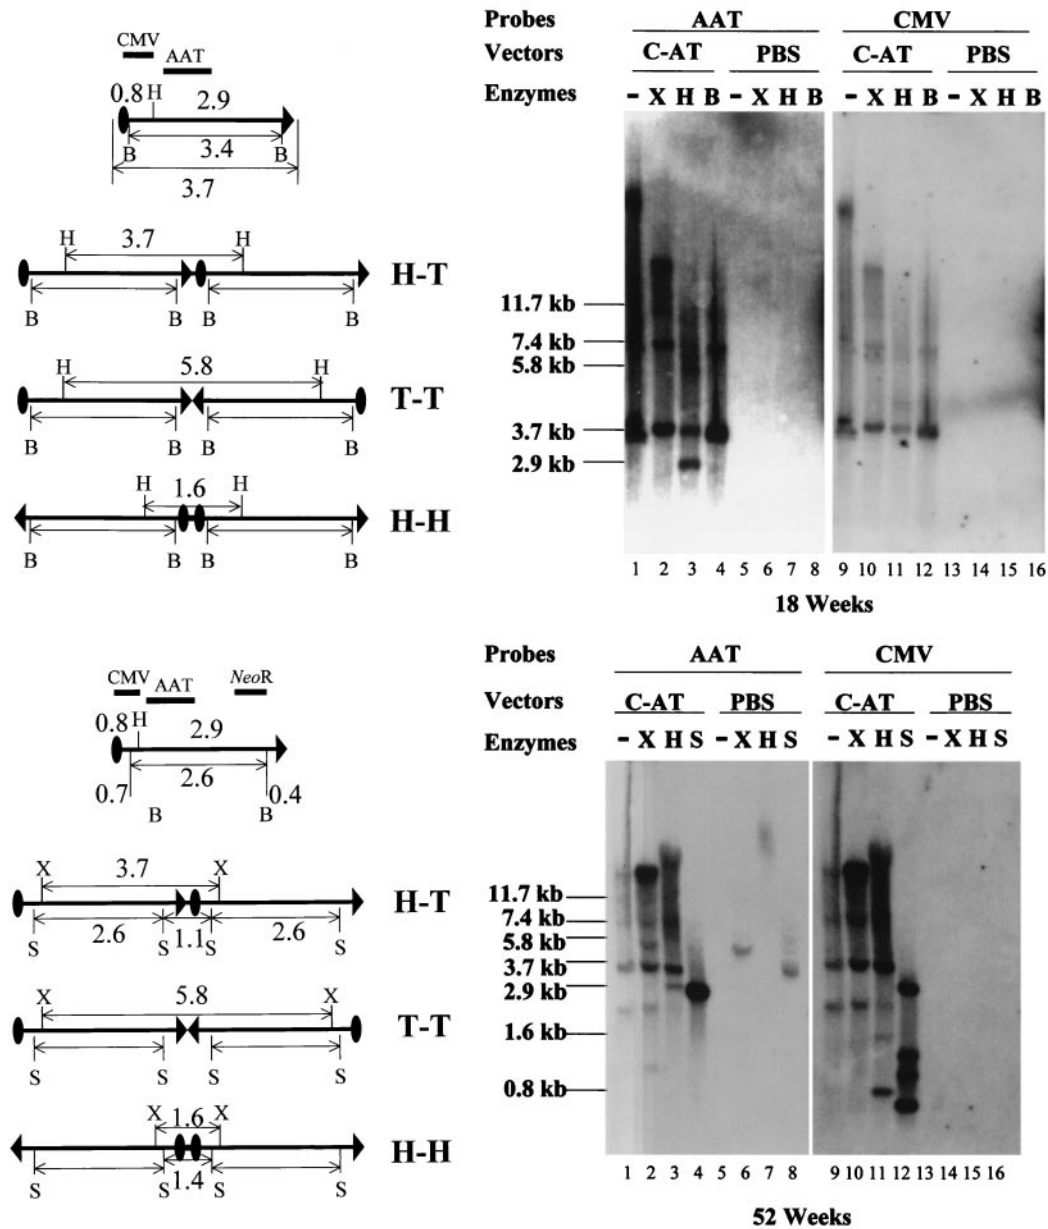 CMV
AAT
0.8 H 2.9
B 3.4 B
3.7
H 3.7 H
H-T
B B B B
H 5.8 H
T-T
B B B B
H 1.6 H
H-H
B B B B
Probes AAT CMV
Vectors C-AT PBS C-AT PBS
Enzymes - X H B - X H B - X H B - X H B
11.7 kb
7.4 kb
5.8 kb
3.7 kb
2.9 kb
1 2 3 4 5 6 7 8 9 10 11 12 13 14 15 16
18 Weeks
CMV AAT NeoR
0.8 H 2.9
2.6
0.7 B B 0.4
X 3.7 X
H-T
2.6 1.1 2.6
S S S S
X 5.8 X
T-T
S S S S
X 1.6 X
H-H
1.4
S S S S
Probes AAT CMV
Vectors C-AT PBS C-AT PBS
Enzymes - X H S - X H S - X H S - X H S
11.7 kb
7.4 kb
5.8 kb
3.7 kb
2.9 kb
1.6 kb
0.8 kb
1 2 3 4 5 6 7 8 9 10 11 12 13 14 15 16
52 Weeks